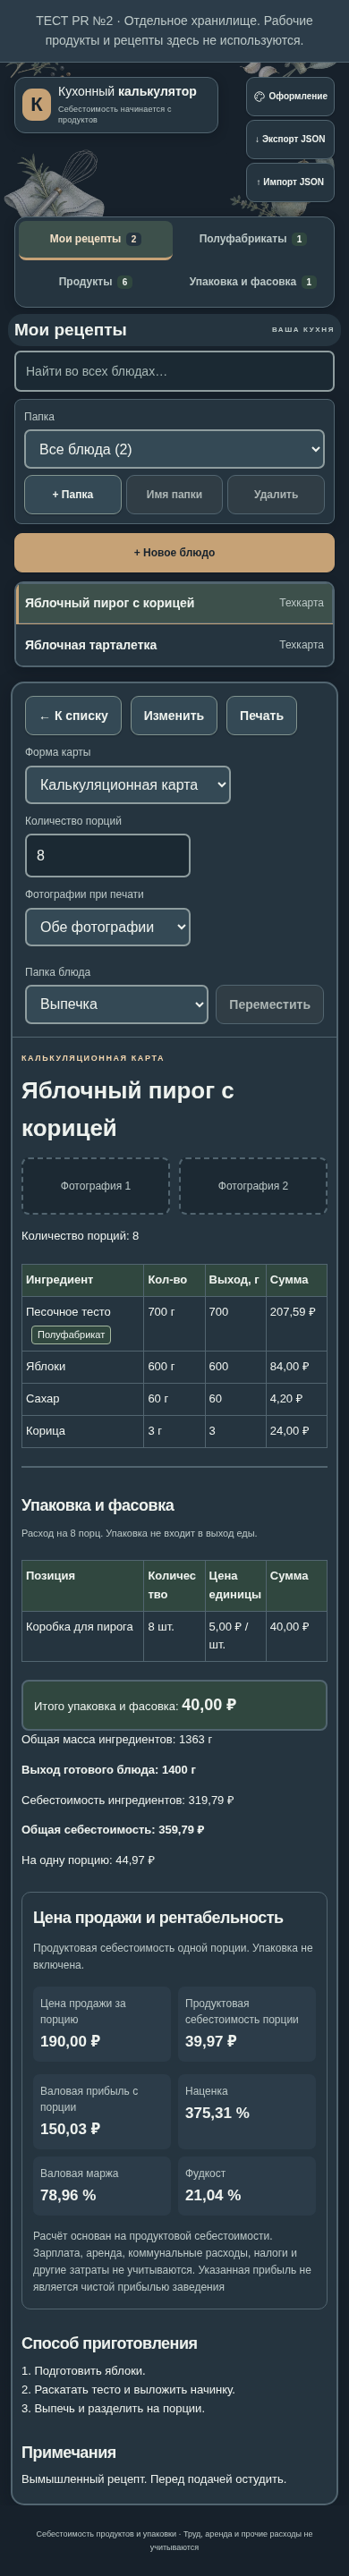 ТЕСТ PR №2 · Отдельное хранилище. Рабочие
продукты и рецепты здесь не используются.
К
Кухонный калькулятор
Себестоимость начинается с
продуктов
Оформление
↓ Экспорт JSON
↑ Импорт JSON
Мои рецепты 2
Полуфабрикаты 1
Продукты 6
Упаковка и фасовка 1
Мои рецепты
ВАША КУХНЯ
Найти во всех блюдах…
Папка
Все блюда (2)
+ Папка
Имя папки
Удалить
+ Новое блюдо
Яблочный пирог с корицей
Техкарта
Яблочная тарталетка
Техкарта
← К списку
Изменить
Печать
Форма карты
Калькуляционная карта
Количество порций
8
Фотографии при печати
Обе фотографии
Папка блюда
Выпечка
Переместить
КАЛЬКУЛЯЦИОННАЯ КАРТА
Яблочный пирог с
корицей
Фотография 1
Фотография 2
Количество порций: 8
Ингредиент Кол-во Выход, г Сумма
Песочное тесто 700 г 700 207,59 ₽
Полуфабрикат
Яблоки 600 г 600 84,00 ₽
Сахар 60 г 60 4,20 ₽
Корица 3 г 3 24,00 ₽
Упаковка и фасовка
Расход на 8 порц. Упаковка не входит в выход еды.
Позиция Количес Цена Сумма
тво единицы
Коробка для пирога 8 шт. 5,00 ₽ / 40,00 ₽
шт.
Итого упаковка и фасовка: 40,00 ₽
Общая масса ингредиентов: 1363 г
Выход готового блюда: 1400 г
Себестоимость ингредиентов: 319,79 ₽
Общая себестоимость: 359,79 ₽
На одну порцию: 44,97 ₽
Цена продажи и рентабельность
Продуктовая себестоимость одной порции. Упаковка не
включена.
Цена продажи за
порцию
190,00 ₽
Продуктовая
себестоимость порции
39,97 ₽
Валовая прибыль с
порции
150,03 ₽
Наценка
375,31 %
Валовая маржа
78,96 %
Фудкост
21,04 %
Расчёт основан на продуктовой себестоимости.
Зарплата, аренда, коммунальные расходы, налоги и
другие затраты не учитываются. Указанная прибыль не
является чистой прибылью заведения
Способ приготовления
1. Подготовить яблоки.
2. Раскатать тесто и выложить начинку.
3. Выпечь и разделить на порции.
Примечания
Вымышленный рецепт. Перед подачей остудить.
Себестоимость продуктов и упаковки · Труд, аренда и прочие расходы не
учитываются